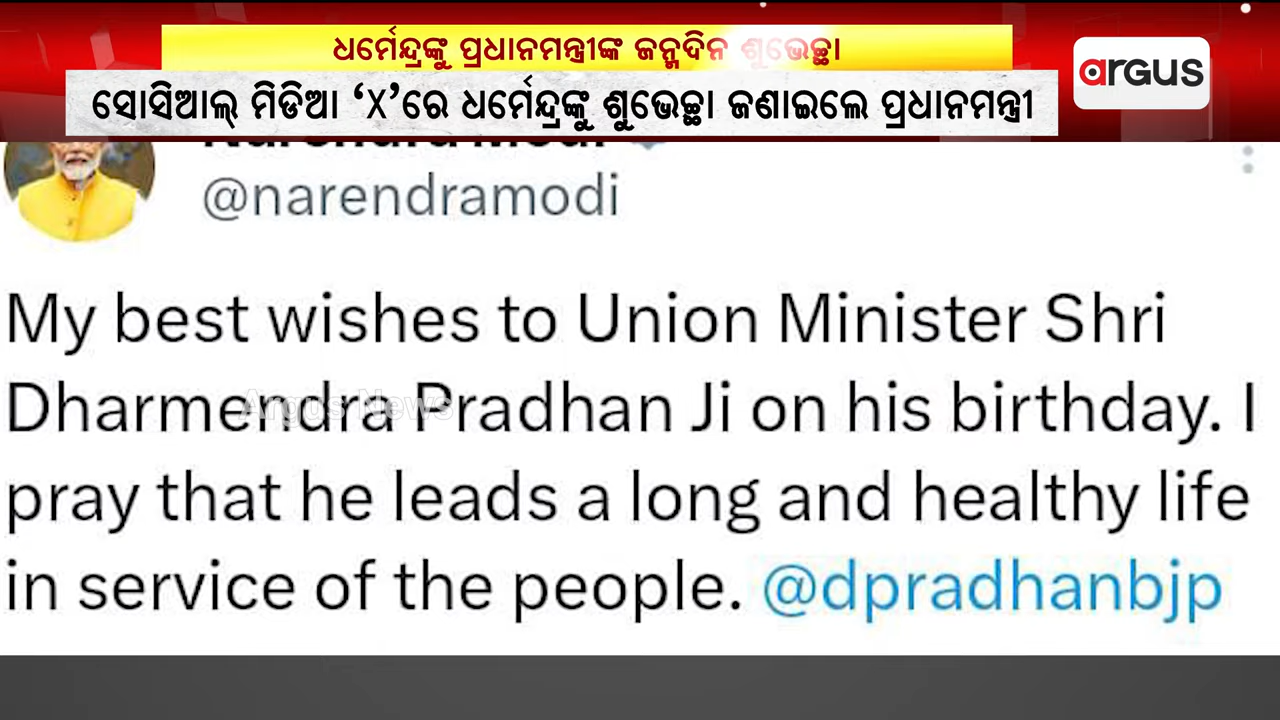 ଧର୍ମେନ୍ଦ୍ରଙ୍କୁ ପ୍ରଧାନମନ୍ତ୍ରୀଙ୍କ ଜନ୍ମଦିନ ଶୁଭେଚ୍ଛା
ସୋସିଆଲ୍ ମିଡିଆ ‘X’ରେ ଧର୍ମେନ୍ଦ୍ରଙ୍କୁ ଶୁଭେଚ୍ଛା ଜଣାଇଲେ ପ୍ରଧାନମନ୍ତ୍ରୀ
argus
@narendramodi
My best wishes to Union Minister Shri
Dharmendra Pradhan Ji on his birthday. I
pray that he leads a long and healthy life
in service of the people. @dpradhanbjp
Argus News